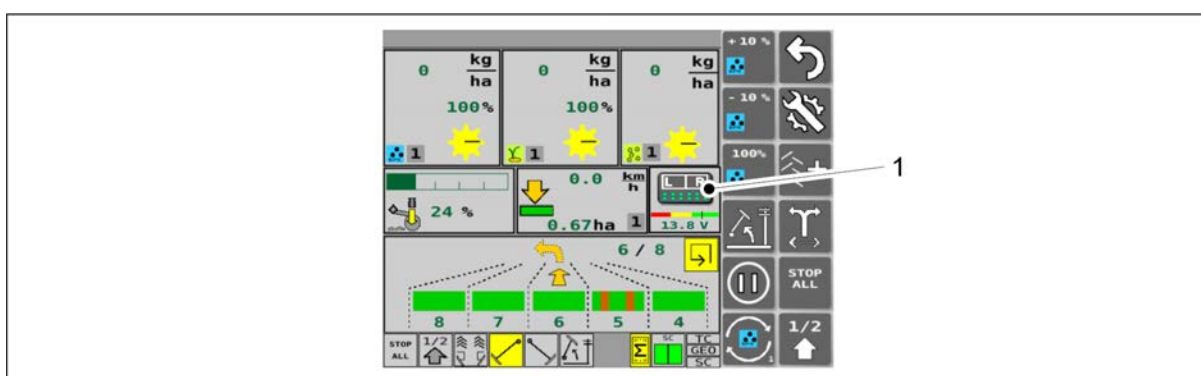 kg
0
ha
100%
1
kg
0
ha
100%
1
kg
0
ha
1
24 %
0.0 km
h
0.67ha 1
L R
13.8 V
6 / 8
8 7 6 5 4
STOP
ALL
1/2
Σ
SC
TC
GEO
SC
+ 10 %
- 10 %
100%
STOP
ALL
1
1/2
1